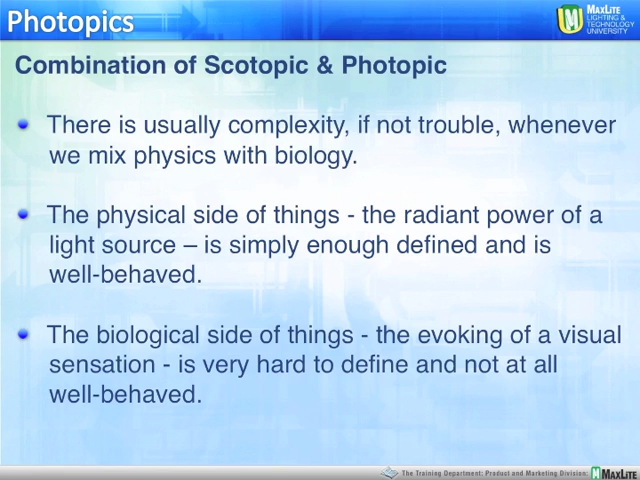 Photopics
MAXLITE
LIGHTING &
TECHNOLOGY
UNIVERSITY
Combination of Scotopic & Photopic
There is usually complexity, if not trouble, whenever
we mix physics with biology.
The physical side of things - the radiant power of a
light source – is simply enough defined and is
well-behaved.
The biological side of things - the evoking of a visual
sensation - is very hard to define and not at all
well-behaved.
The Training Department: Product and Marketing Division: MAXLITE